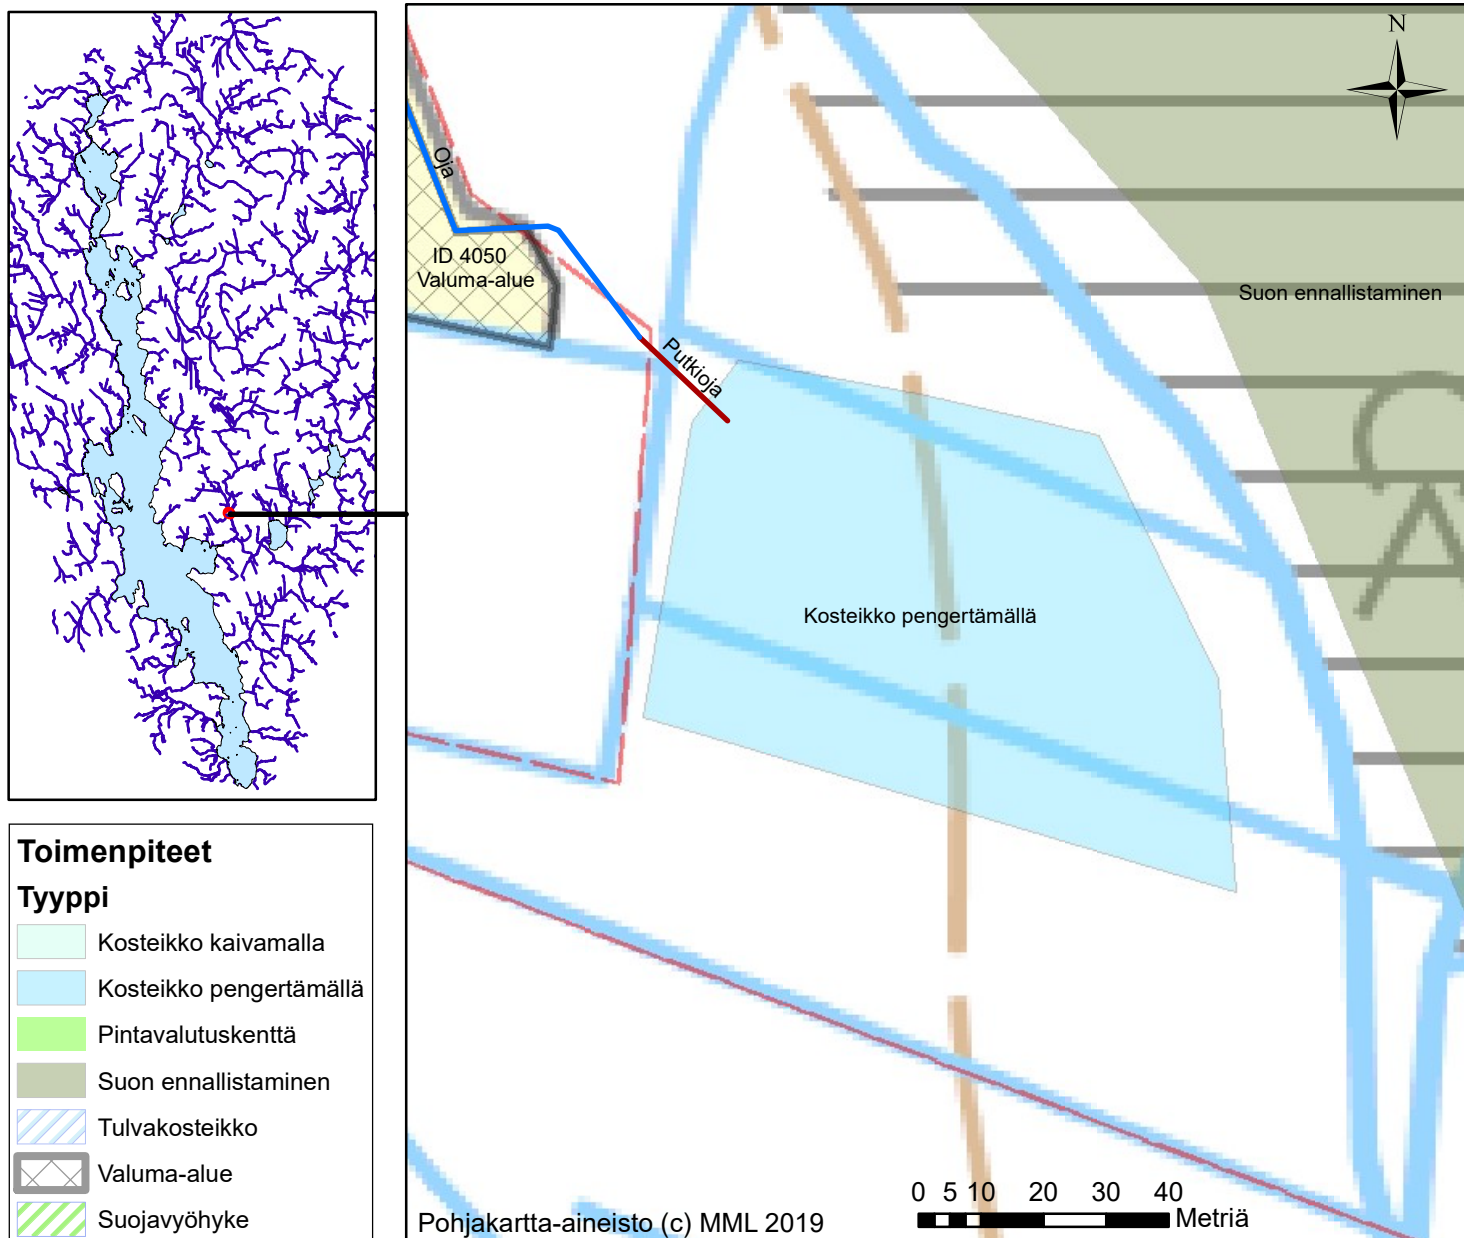 N
Oja
ID 4050
Valuma-alue
Suon ennallistaminen
Putkioja
Kosteikko pengertämällä
Toimenpiteet
Tyyppi
Kosteikko kaivamalla
Kosteikko pengertämällä
Pintavalutuskenttä
Suon ennallistaminen
Tulvakosteikko
Valuma-alue
Suojavyöhyke
0 5 10 20 30 40
Metriä
Pohjakartta-aineisto (c) MML 2019